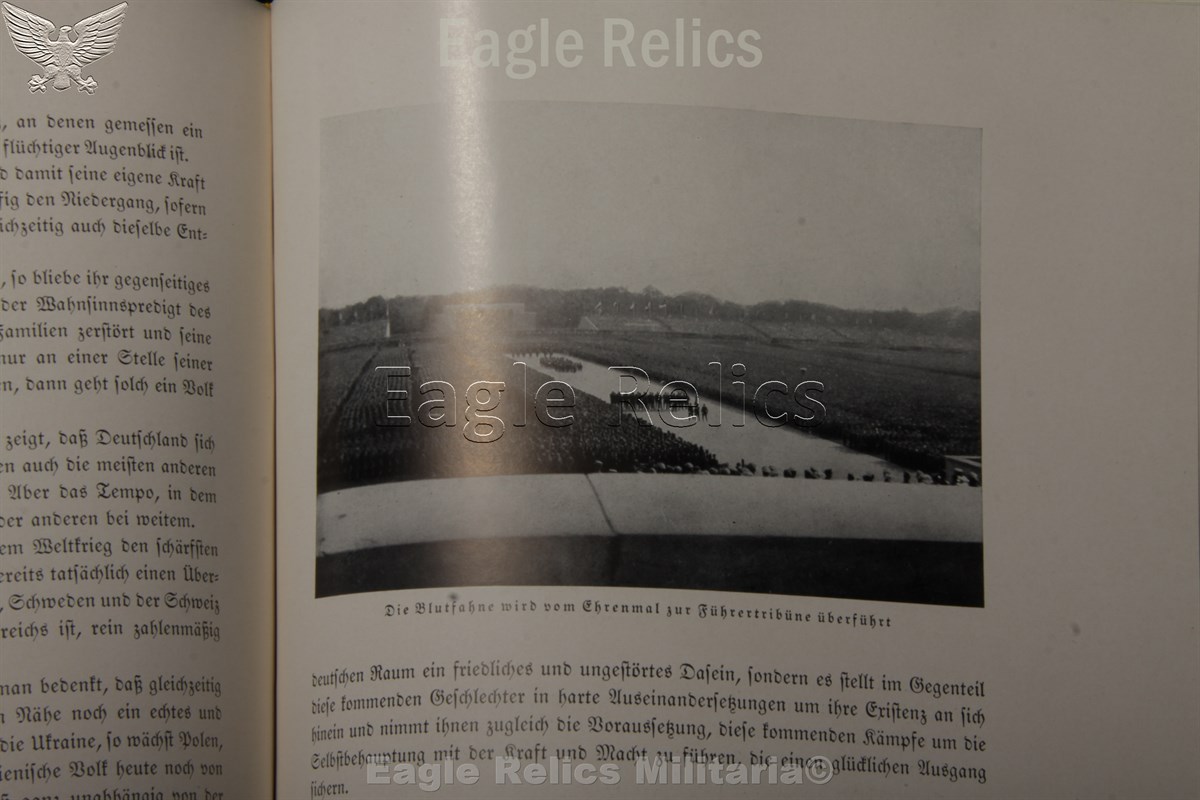 Eagle Relics
, an denen gemessen ein
flüchtiger Augenblick ist.
d damit seine eigene Kraft
fig den Niedergang, sofern
ichzeitig auch dieselbe Ent-
, so bliebe ihr gegenseitiges
der Wahnsinnspredigt des
Familien zerstört und seine
nur an einer Stelle seiner
en, dann geht solch ein Volk
zeigt, daß Deutschland sich
en auch die meisten anderen
Aber das Tempo, in dem
der anderen bei weitem.
em Weltkrieg den schärfsten
ereits tatsächlich einen Über-
, Schweden und der Schweiz
reichs ist, rein zahlenmäßig
man bedenkt, daß gleichzeitig
n Nähe noch ein echtes und
die Ukraine, so wächst Polen,
ienische Volk heute noch von
ß ganz unabhängig von der
Eagle Relics
Die Blutfahne wird vom Ehrenmal zur Führertribüne überführt
deutschen Raum ein friedliches und ungestörtes Dasein, sondern es stellt im Gegenteil
diese kommenden Geschlechter in harte Auseinandersetzungen um ihre Existenz an sich
hinein und nimmt ihnen zugleich die Voraussetzung, diese kommenden Kämpfe um die
Selbstbehauptung mit der Kraft und Macht zu führen, die einen glücklichen Ausgang
sichern.
Eagle Relics Militaria©